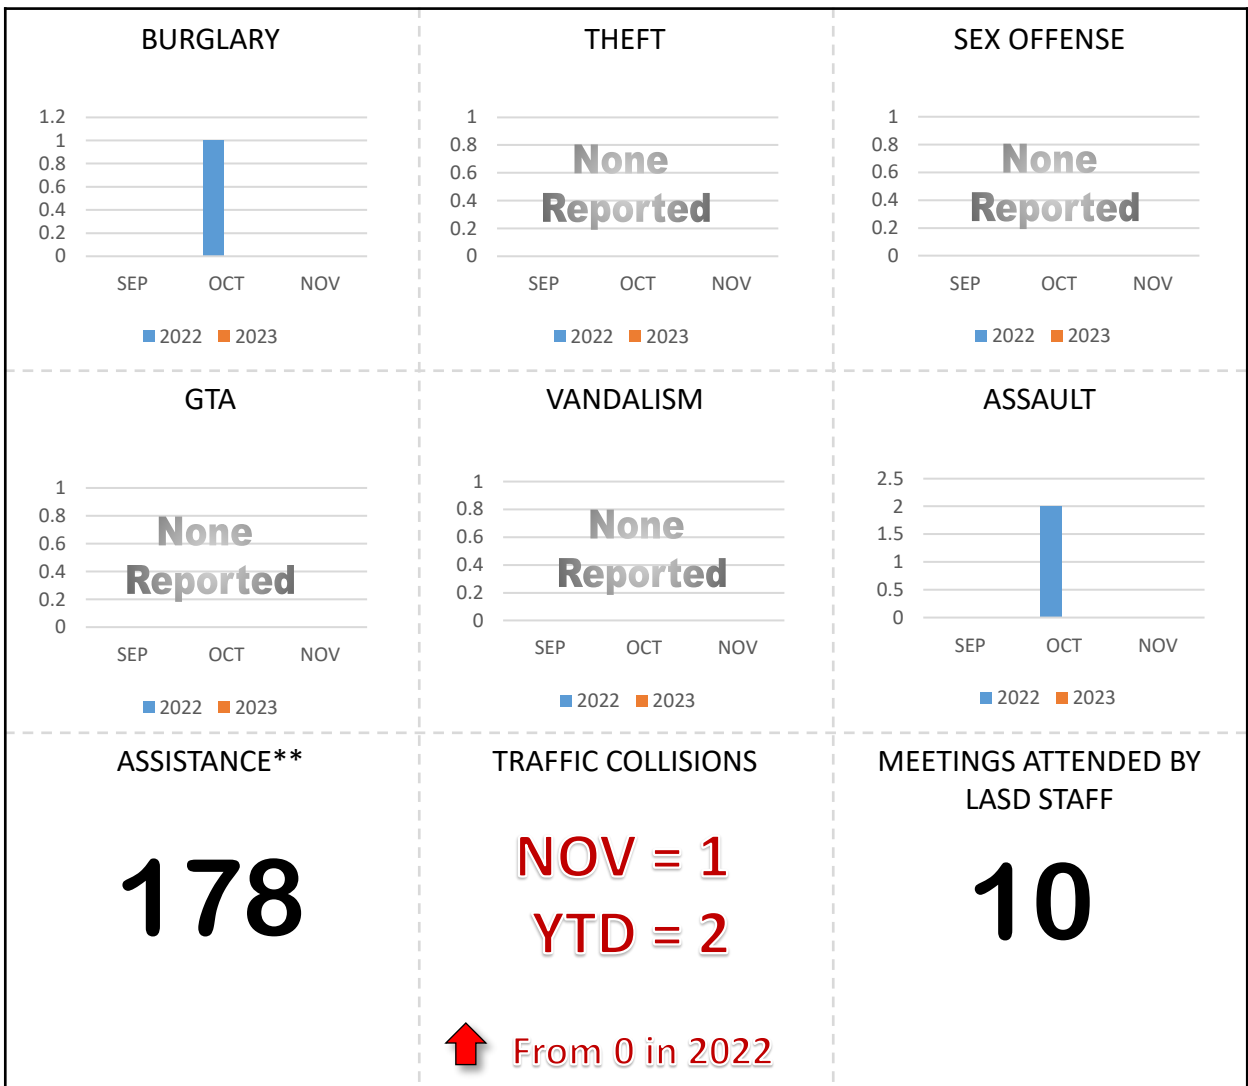 BURGLARY
1.2
1
0.8
0.6
0.4
0.2
0
SEP OCT NOV
2022 2023
THEFT
1
0.8
0.6
0.4
0.2
0
None
Reported
SEP OCT NOV
2022 2023
SEX OFFENSE
1
0.8
0.6
0.4
0.2
0
None
Reported
SEP OCT NOV
2022 2023
GTA
1
0.8
0.6
0.4
0.2
0
None
Reported
SEP OCT NOV
2022 2023
VANDALISM
1
0.8
0.6
0.4
0.2
0
None
Reported
SEP OCT NOV
2022 2023
ASSAULT
2.5
2
1.5
1
0.5
0
SEP OCT NOV
2022 2023
ASSISTANCE**
178
TRAFFIC COLLISIONS
NOV = 1
YTD = 2
From 0 in 2022
MEETINGS ATTENDED BY
LASD STAFF
10